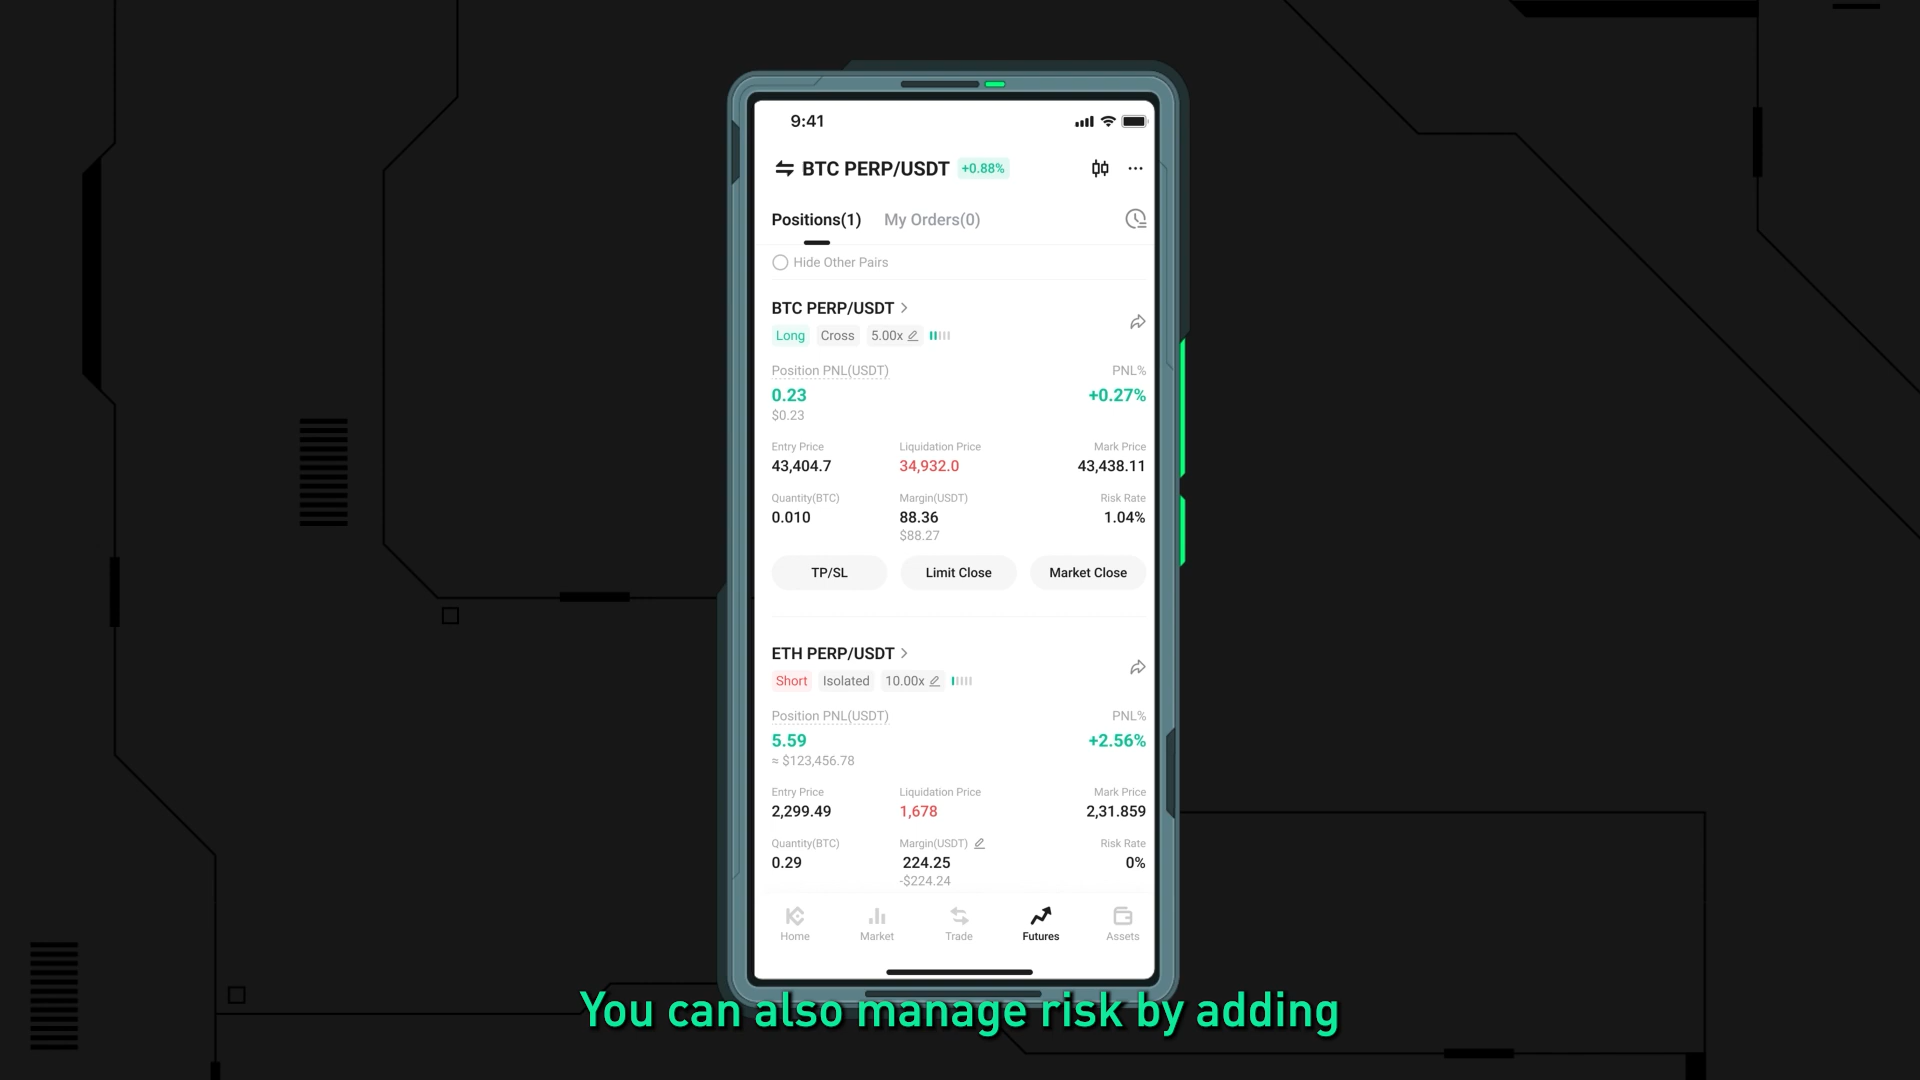 9:41
BTC PERP/USDT +0.88%
Positions(1) My Orders(0)
Hide Other Pairs
BTC PERP/USDT
Long Cross 5.00x
Position PNL(USDT) PNL%
0.23 +0.27%
$0.23
Entry Price Liquidation Price Mark Price
43,404.7 34,932.0 43,438.11
Quantity(BTC) Margin(USDT) Risk Rate
0.010 88.36 1.04%
$88.27
TP/SL Limit Close Market Close
ETH PERP/USDT
Short Isolated 10.00x
Position PNL(USDT) PNL%
5.59 +2.56%
≈ $123,456.78
Entry Price Liquidation Price Mark Price
2,299.49 1,678 2,31.859
Quantity(BTC) Margin(USDT) Risk Rate
0.29 224.25 0%
-$224.24
Home Market Trade Futures Assets
You can also manage risk by adding